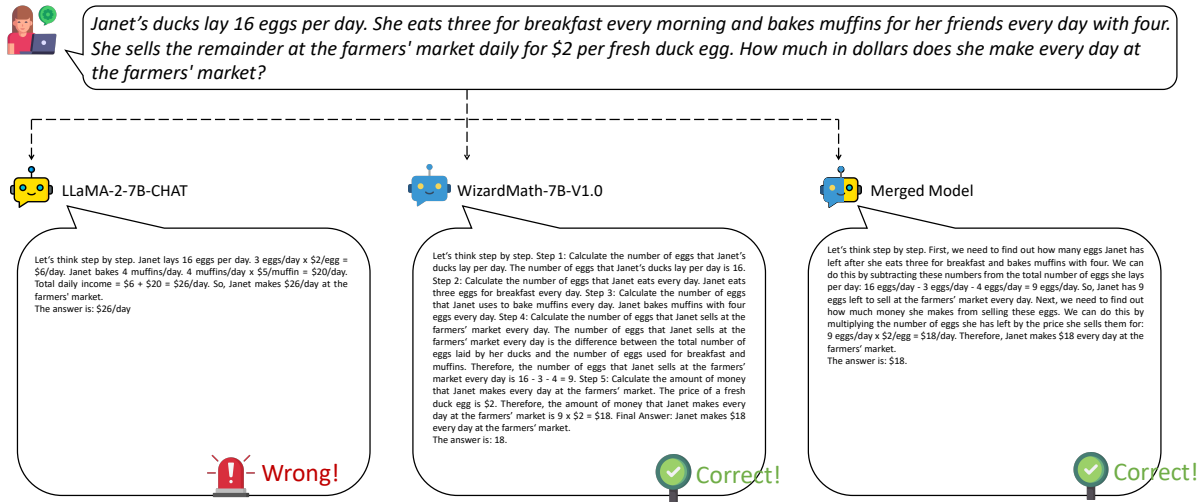 Janet's ducks lay 16 eggs per day. She eats three for breakfast every morning and bakes muffins for her friends every day with four.
She sells the remainder at the farmers' market daily for $2 per fresh duck egg. How much in dollars does she make every day at
the farmers' market?
LLaMA-2-7B-CHAT
Let's think step by step. Janet lays 16 eggs per day. 3 eggs/day x $2/egg =
$6/day. Janet bakes 4 muffins/day. 4 muffins/day x $5/muffin = $20/day.
Total daily income = $6 + $20 = $26/day. So, Janet makes $26/day at the
farmers' market.
The answer is: $26/day
Wrong!
WizardMath-7B-V1.0
Let's think step by step. Step 1: Calculate the number of eggs that Janet's
ducks lay per day. The number of eggs that Janet's ducks lay per day is 16.
Step 2: Calculate the number of eggs that Janet eats every day. Janet eats
three eggs for breakfast every day. Step 3: Calculate the number of eggs
that Janet uses to bake muffins every day. Janet bakes muffins with four
eggs every day. Step 4: Calculate the number of eggs that Janet sells at the
farmers' market every day. The number of eggs that Janet sells at the
farmers' market every day is the difference between the total number of
eggs laid by her ducks and the number of eggs used for breakfast and
muffins. Therefore, the number of eggs that Janet sells at the farmers'
market every day is 16 - 3 - 4 = 9. Step 5: Calculate the amount of money
that Janet makes every day at the farmers' market. The price of a fresh
duck egg is $2. Therefore, the amount of money that Janet makes every
day at the farmers' market is 9 x $2 = $18. Final Answer: Janet makes $18
every day at the farmers' market.
The answer is: 18.
Correct!
Merged Model
Let's think step by step. First, we need to find out how many eggs Janet has
left after she eats three for breakfast and bakes muffins with four. We can
do this by subtracting these numbers from the total number of eggs she lays
per day: 16 eggs/day - 3 eggs/day - 4 eggs/day = 9 eggs/day. So, Janet has 9
eggs left to sell at the farmers' market every day. Next, we need to find out
how much money she makes from selling these eggs. We can do this by
multiplying the number of eggs she has left by the price she sells them for:
9 eggs/day x $2/egg = $18/day. Therefore, Janet makes $18 every day at the
farmers' market.
The answer is: $18.
Correct!